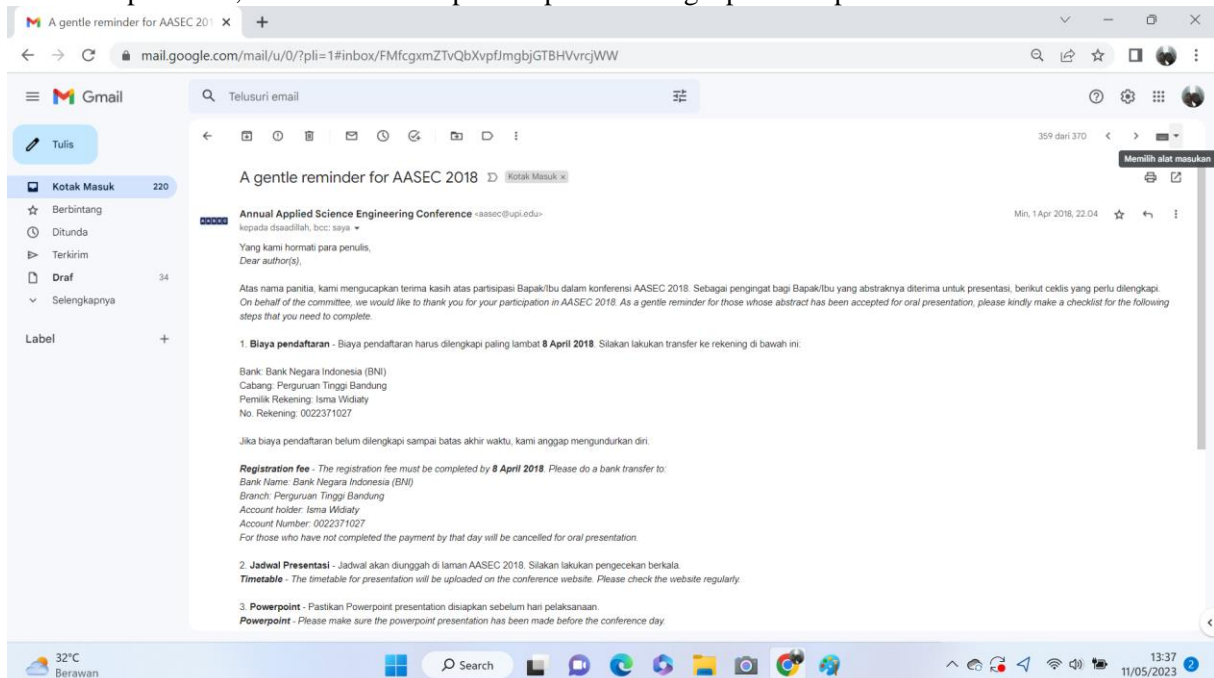 A gentle reminder for AASEC 201
mail.google.com/mail/u/0/?pli=1#inbox/FMfcgxmZTvQbXvpfJmgbjGTBHVvrcjWW
Gmail
Telusuri email
Tulis
359 dari 370
Memilih alat masukan
Kotak Masuk 220
Berbintang
Ditunda
Terkirim
Draf 34
Selengkapnya
Label
A gentle reminder for AASEC 2018 Kotak Masuk x
Annual Applied Science Engineering Conference <aasec@upi.edu>
Min, 1 Apr 2018, 22.04
kepada dsaadillah, bcc: saya
Yang kami hormati para penulis,
Dear author(s),
Atas nama panitia, kami mengucapkan terima kasih atas partisipasi Bapak/Ibu dalam konferensi AASEC 2018. Sebagai pengingat bagi Bapak/Ibu yang abstraknya diterima untuk presentasi, berikut ceklis yang perlu dilengkapi.
On behalf of the committee, we would like to thank you for your participation in AASEC 2018. As a gentle reminder for those whose abstract has been accepted for oral presentation, please kindly make a checklist for the following
steps that you need to complete.
1. Biaya pendaftaran - Biaya pendaftaran harus dilengkapi paling lambat 8 April 2018. Silakan lakukan transfer ke rekening di bawah ini:
Bank: Bank Negara Indonesia (BNI)
Cabang: Perguruan Tinggi Bandung
Pemilik Rekening: Isma Widiaty
No. Rekening: 0022371027
Jika biaya pendaftaran belum dilengkapi sampai batas akhir waktu, kami anggap mengundurkan diri.
Registration fee - The registration fee must be completed by 8 April 2018. Please do a bank transfer to:
Bank Name: Bank Negara Indonesia (BNI)
Branch: Perguruan Tinggi Bandung
Account holder: Isma Widiaty
Account Number: 0022371027
For those who have not completed the payment by that day will be cancelled for oral presentation.
2. Jadwal Presentasi - Jadwal akan diunggah di laman AASEC 2018. Silakan lakukan pengecekan berkala.
Timetable - The timetable for presentation will be uploaded on the conference website. Please check the website regularly.
3. Powerpoint - Pastikan Powerpoint presentation disiapkan sebelum hari pelaksanaan.
Powerpoint - Please make sure the powerpoint presentation has been made before the conference day.
32°C
Berawan
Search
13:37
11/05/2023
2